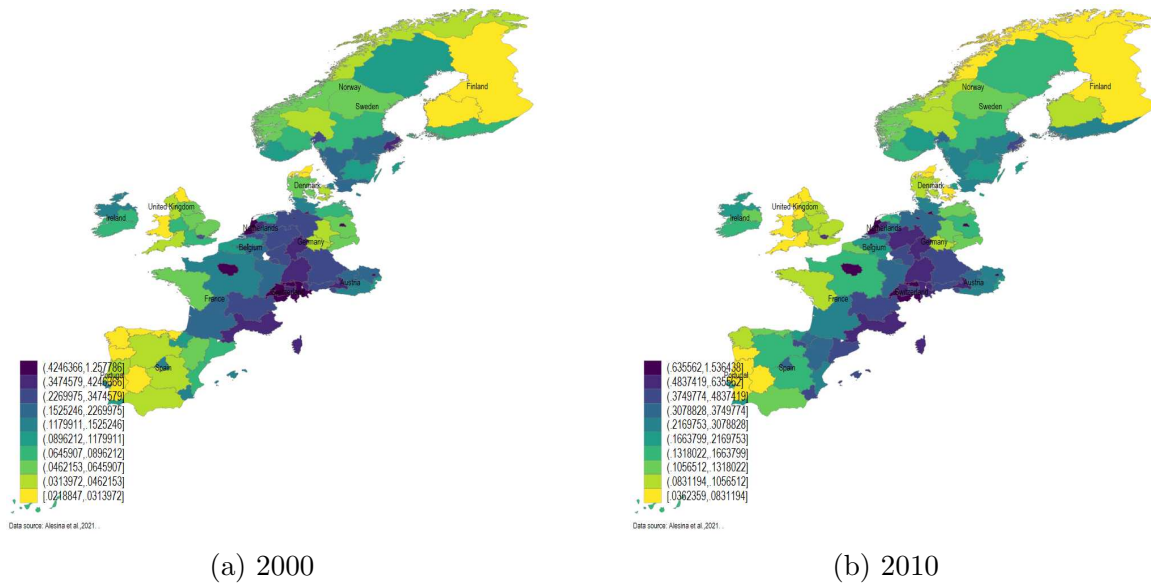 Norway
Finland
Sweden
Denmark
United Kingdom
Ireland
Netherlands
Belgium
Germany
Austria
France
Spain
(.4246366,1.257786]
(.3474579,.4246366]
(.2269975,.3474579]
(.1525246,.2269975]
(.1179911,.1525246]
(.0896212,.1179911]
(.0645907,.0896212]
(.0462153,.0645907]
(.0313972,.0462153]
[.0218847,.0313972]
Data source: Alesina et al.,2021. .
(a) 2000
Norway
Finland
Sweden
Denmark
United Kingdom
Ireland
Netherlands
Belgium
Germany
Switzerland
Austria
France
Spain
(.635562,1.536438]
(.4837419,.635562]
(.3749774,.4837419]
(.3078828,.3749774]
(.2169753,.3078828]
(.1663799,.2169753]
(.1318022,.1663799]
(.1056512,.1318022]
(.0831194,.1056512]
[.0362359,.0831194]
Data source: Alesina et al.,2021. .
(b) 2010